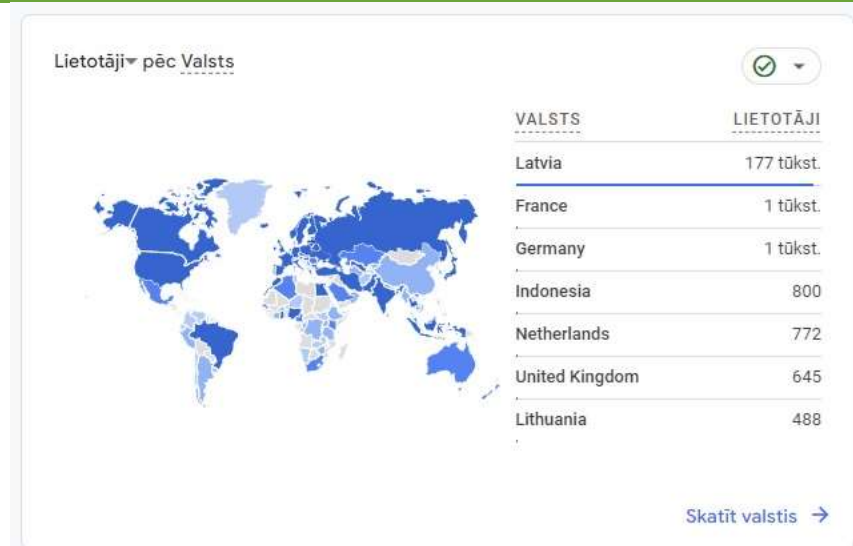 Lietotāji pēc Valsts
VALSTS LIETOTĀJI
Latvia 177 tūkst.
France 1 tūkst.
Germany 1 tūkst.
Indonesia 800
Netherlands 772
United Kingdom 645
Lithuania 488
Skatīt valstis